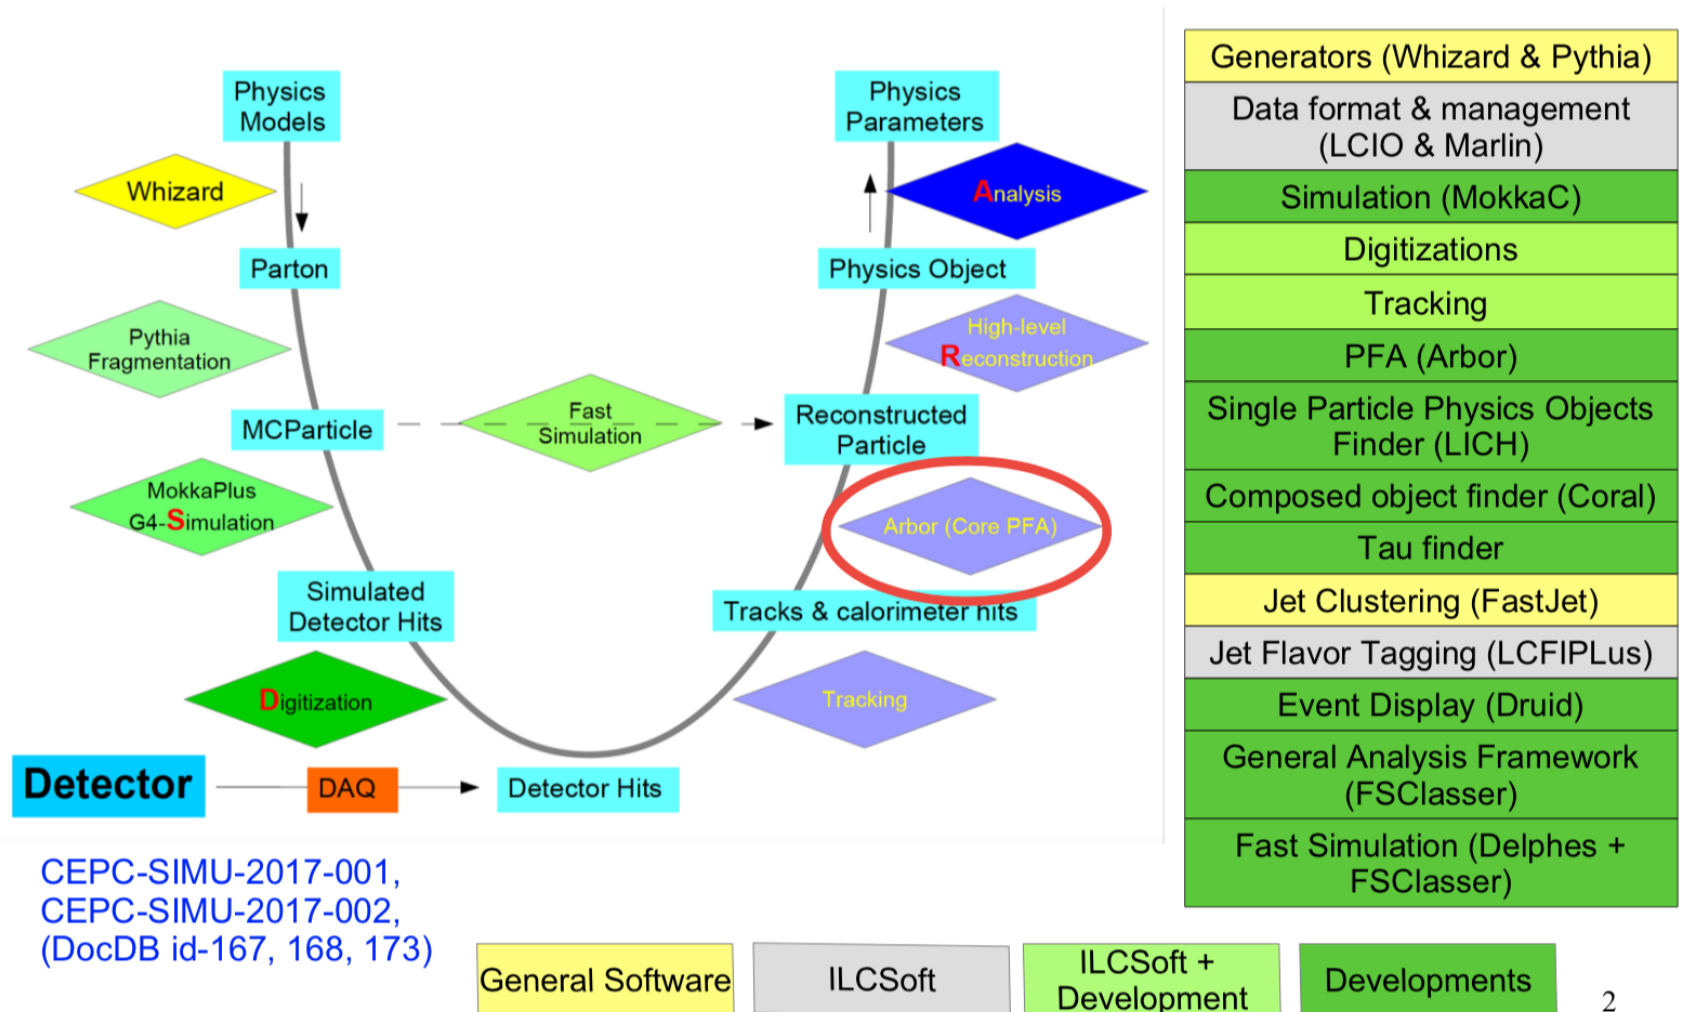 Physics
Models
Whizard
Parton
Pythia
Fragmentation
MCParticle
MokkaPlus
G4-Simulation
Simulated
Detector Hits
Digitization
Detector
DAQ
Detector Hits
Fast
Simulation
Physics
Parameters
Analysis
Physics Object
High-level
Reconstruction
Reconstructed
Particle
Arbor (Core PFA)
Tracks & calorimeter hits
Tracking
Generators (Whizard & Pythia)
Data format & management
(LCIO & Marlin)
Simulation (MokkaC)
Digitizations
Tracking
PFA (Arbor)
Single Particle Physics Objects
Finder (LICH)
Composed object finder (Coral)
Tau finder
Jet Clustering (FastJet)
Jet Flavor Tagging (LCFIPLus)
Event Display (Druid)
General Analysis Framework
(FSClasser)
Fast Simulation (Delphes +
FSClasser)
CEPC-SIMU-2017-001,
CEPC-SIMU-2017-002,
(DocDB id-167, 168, 173)
General Software
ILCSoft
ILCSoft +
Development
Developments
2